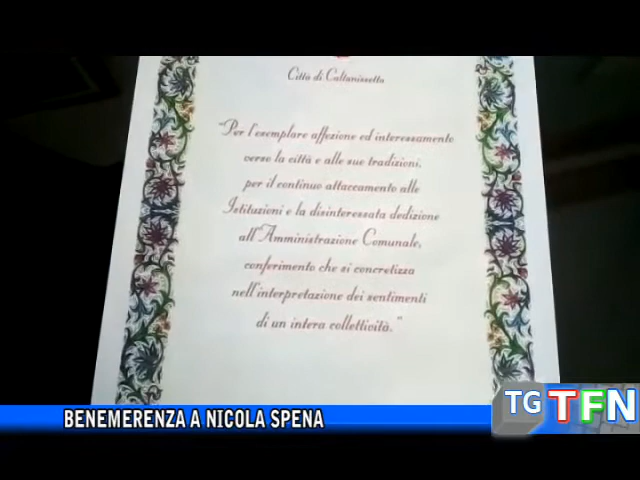 Città di Caltanissetta
"Per l'esemplare affezione ed interessamento
verso la città e alle sue tradizioni,
per il continuo attaccamento alle
Istituzioni e la disinteressata dedizione
all'Amministrazione Comunale,
conferimento che si concretizza
nell'interpretazione dei sentimenti
di un intera collettività."
BENEMERENZA A NICOLA SPENA
TG TFN